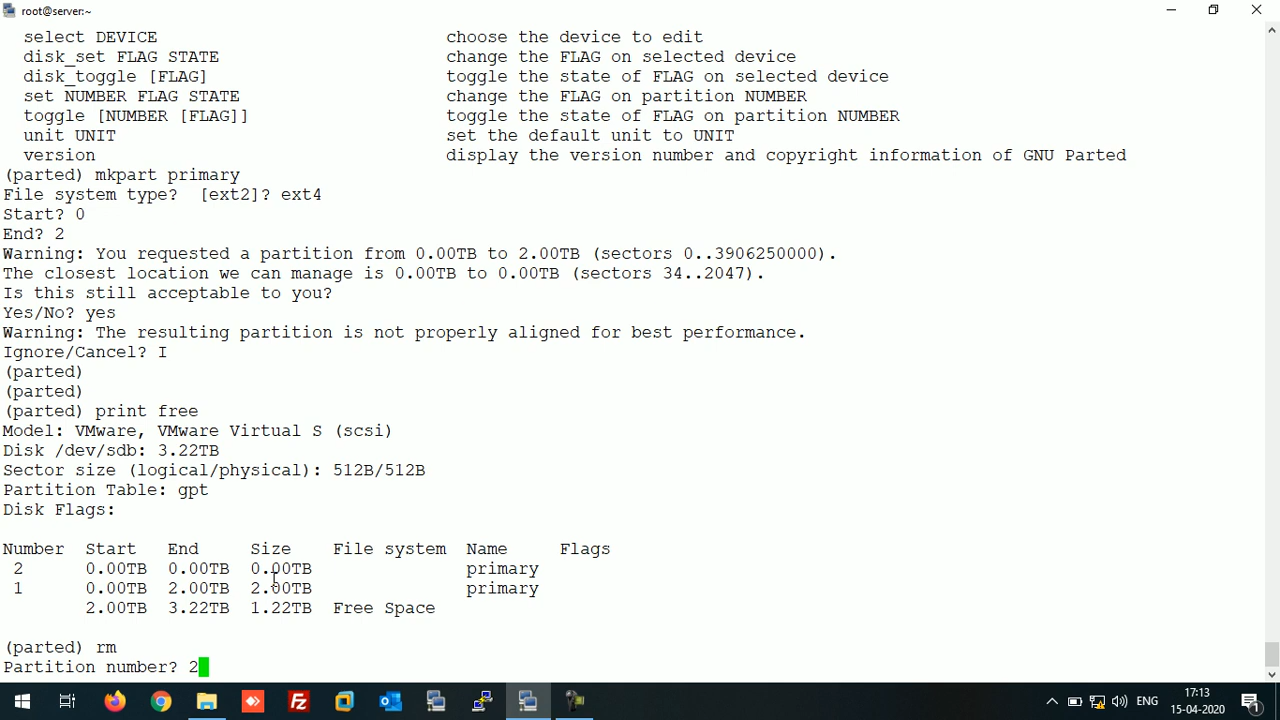 root@server:~
select DEVICE choose the device to edit
disk_set FLAG STATE change the FLAG on selected device
disk_toggle [FLAG] toggle the state of FLAG on selected device
set NUMBER FLAG STATE change the FLAG on partition NUMBER
toggle [NUMBER [FLAG]] toggle the state of FLAG on partition NUMBER
unit UNIT set the default unit to UNIT
version display the version number and copyright information of GNU Parted
(parted) mkpart primary
File system type? [ext2]? ext4
Start? 0
End? 2
Warning: You requested a partition from 0.00TB to 2.00TB (sectors 0..3906250000).
The closest location we can manage is 0.00TB to 0.00TB (sectors 34..2047).
Is this still acceptable to you?
Yes/No? yes
Warning: The resulting partition is not properly aligned for best performance.
Ignore/Cancel? I
(parted)
(parted)
(parted) print free
Model: VMware, VMware Virtual S (scsi)
Disk /dev/sdb: 3.22TB
Sector size (logical/physical): 512B/512B
Partition Table: gpt
Disk Flags:
Number Start End Size File system Name Flags
2 0.00TB 0.00TB 0.00TB primary
1 0.00TB 2.00TB 2.00TB primary
2.00TB 3.22TB 1.22TB Free Space
(parted) rm
Partition number? 2
ENG
17:13
15-04-2020
1